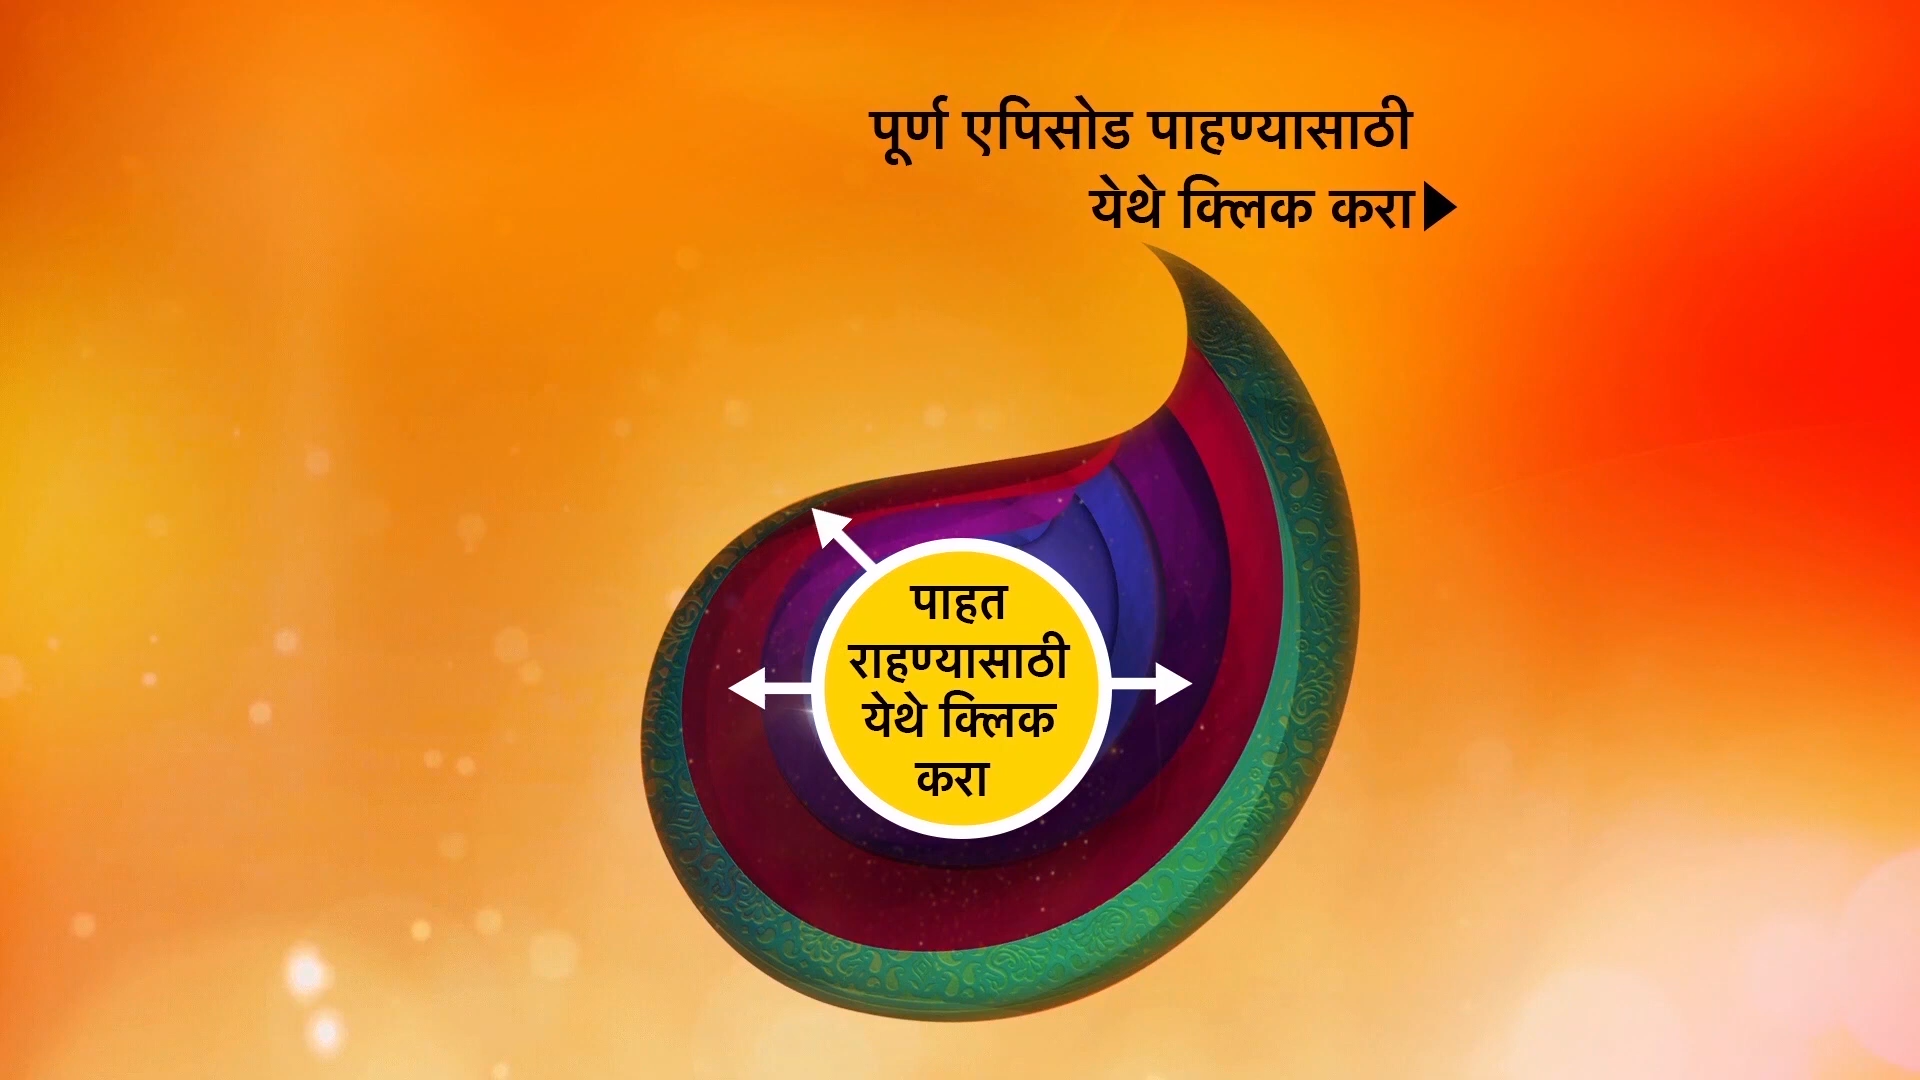 पूर्ण एपिसोड पाहण्यासाठी
येथे क्लिक करा
पाहत
राहण्यासाठी
येथे क्लिक
करा